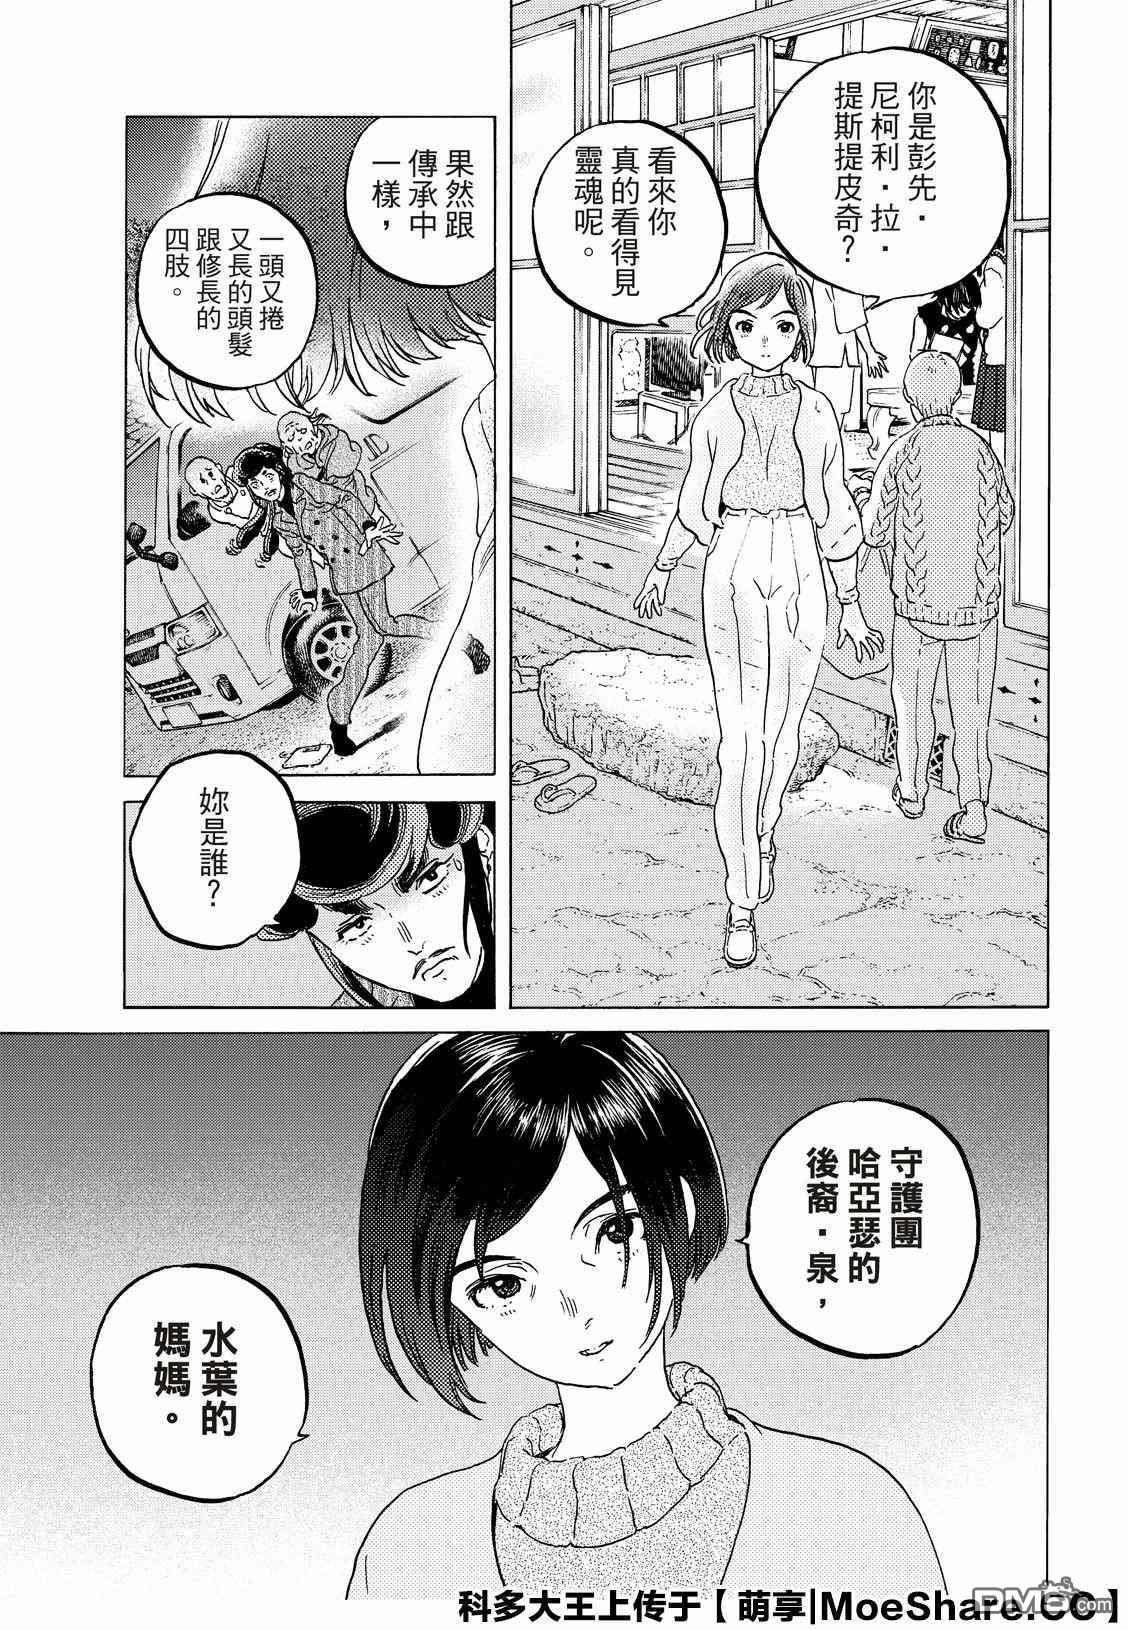 你是彭先·
尼柯利·拉·
提斯提皮奇？
看來你
真的看得見
靈魂呢。
果然跟
傳承中
一樣，
一頭又捲
又長的頭髮
跟修長的
四肢。
妳是誰？
守護團
哈亞瑟的
後裔·泉，
水葉的
媽媽。
科多大王上传于【萌享|MoeShare.CC】
DM5.COM